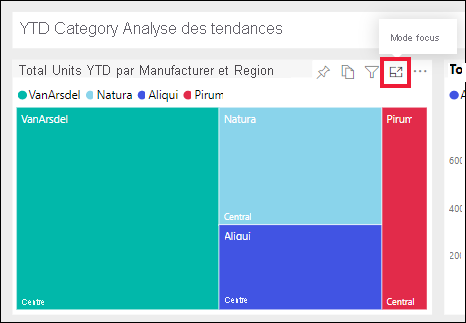 YTD Category Analyse des tendances
Mode focus
Total Units YTD par Manufacturer et Region
To
VanArsdel Natura Aliqui Pirum
A
VanArsdel
Natura
Pirum
800
600
Central
Aliqui
400
200
Centre
Centre
Central